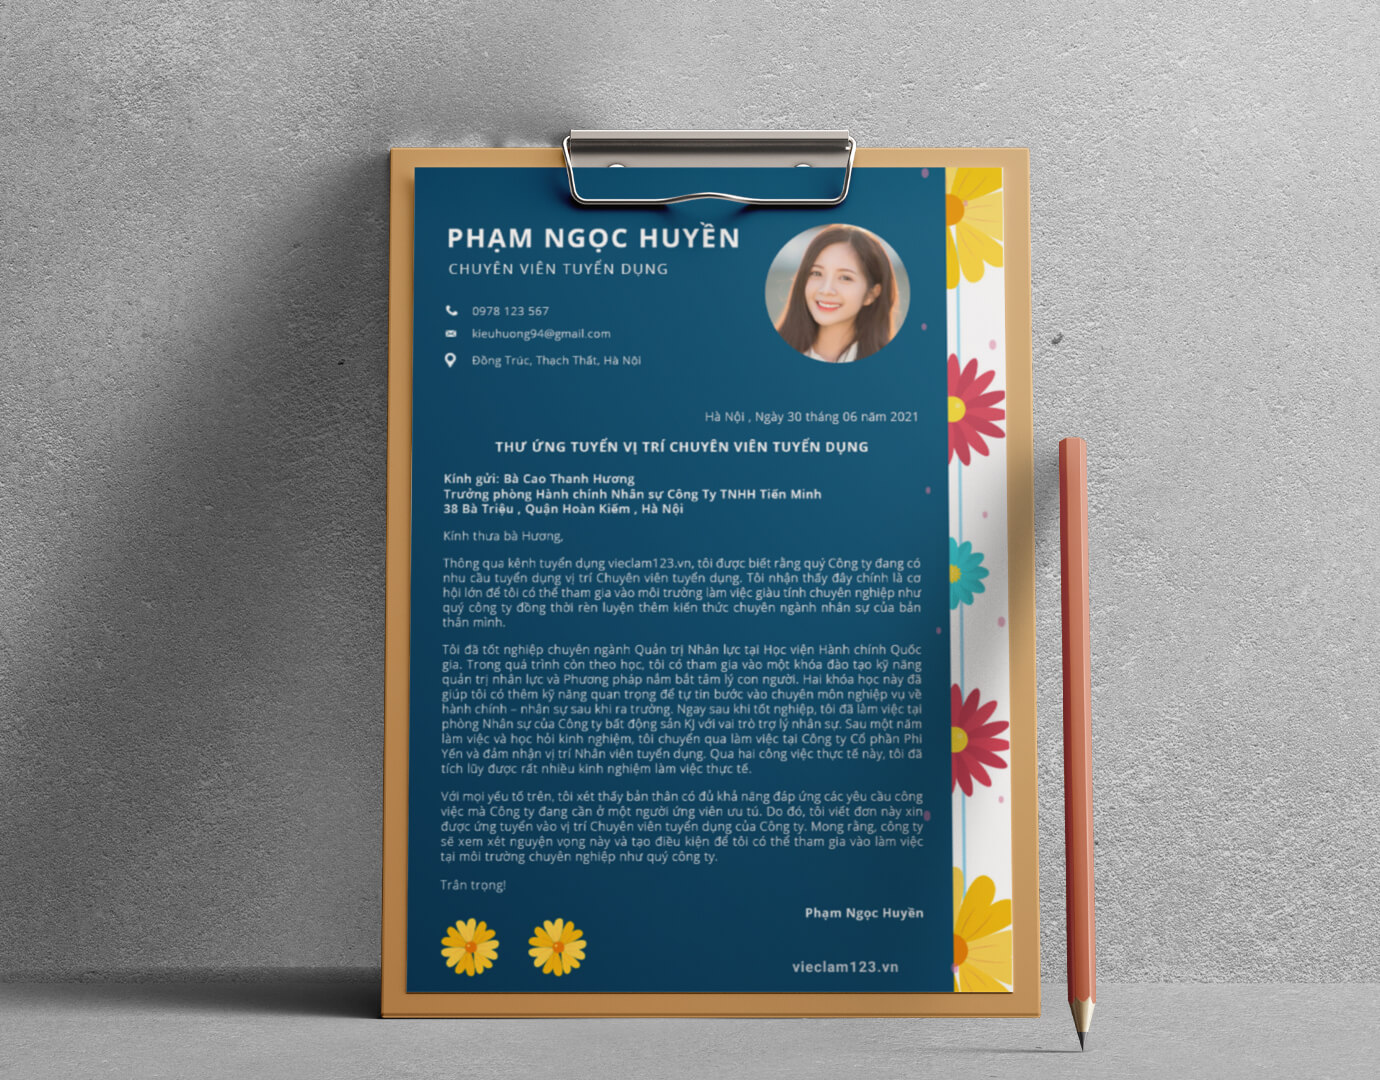 PHẠM NGỌC HUYỀN
CHUYÊN VIÊN TUYỂN DỤNG
0978 123 567
kieuhuong94@gmail.com
Đồng Trúc, Thạch Thất, Hà Nội
Hà Nội , Ngày 30 tháng 06 năm 2021
THƯ ỨNG TUYỂN VỊ TRÍ CHUYÊN VIÊN TUYỂN DỤNG
Kính gửi: Bà Cao Thanh Hương
Trưởng phòng Hành chính Nhân sự Công Ty TNHH Tiến Minh
38 Bà Triệu , Quận Hoàn Kiếm , Hà Nội
Kính thưa bà Hương,
Thông qua kênh tuyển dụng vieclam123.vn, tôi được biết rằng quý Công ty đang có
nhu cầu tuyển dụng vị trí Chuyên viên tuyển dụng. Tôi nhận thấy đây chính là cơ
hội lớn để tôi có thể tham gia vào môi trường làm việc giàu tính chuyên nghiệp như
quý công ty đồng thời rèn luyện thêm kiến thức chuyên ngành nhân sự của bản
thân mình.
Tôi đã tốt nghiệp chuyên ngành Quản trị Nhân lực tại Học viện Hành chính Quốc
gia. Trong quá trình còn theo học, tôi có tham gia vào một khóa đào tạo kỹ năng
quản trị nhân lực và Phương pháp nắm bắt tâm lý con người. Hai khóa học này đã
giúp tôi có thêm kỹ năng quan trọng để tự tin bước vào chuyên môn nghiệp vụ về
hành chính – nhân sự sau khi ra trường. Ngay sau khi tốt nghiệp, tôi đã làm việc tại
phòng Nhân sự của Công ty bất động sản KJ với vai trò trợ lý nhân sự. Sau một năm
làm việc và học hỏi kinh nghiệm, tôi chuyển qua làm việc tại Công ty Cổ phần Phi
Yến và đảm nhận vị trí Nhân viên tuyển dụng. Qua hai công việc thực tế này, tôi đã
tích lũy được rất nhiều kinh nghiệm làm việc thực tế.
Với mọi yếu tố trên, tôi xét thấy bản thân có đủ khả năng đáp ứng các yêu cầu công
việc mà Công ty đang cần ở một người ứng viên ưu tú. Do đó, tôi viết đơn này xin
được ứng tuyển vào vị trí Chuyên viên tuyển dụng của Công ty. Mong rằng, công ty
sẽ xem xét nguyện vọng này và tạo điều kiện để tôi có thể tham gia vào làm việc
tại môi trường chuyên nghiệp như quý công ty.
Trân trọng!
Phạm Ngọc Huyền
vieclam123.vn